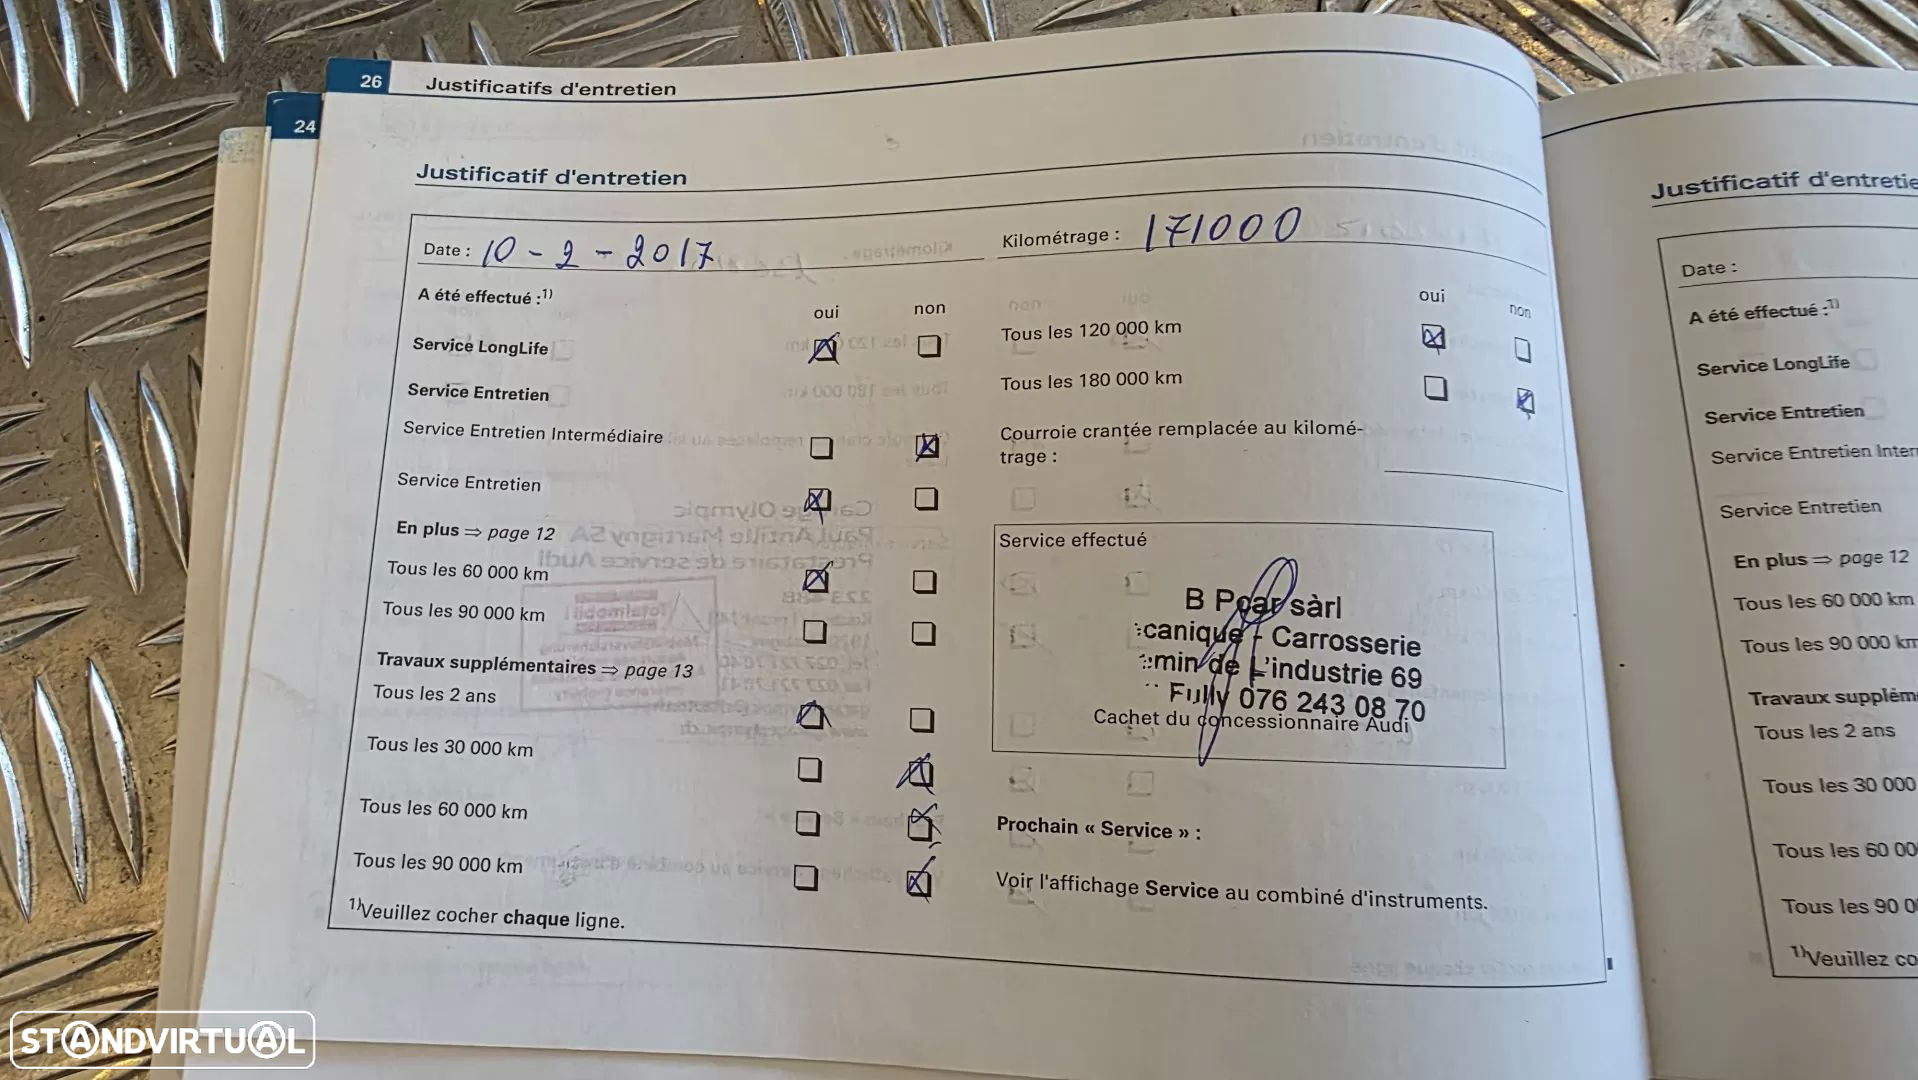 26 Justificatifs d'entretien
24
Justificatif d'entretien
Date : 10 - 2 - 2017
Kilométrage : 171000
A été effectué :1)
oui non
Service LongLife
Service Entretien
Service Entretien Intermédiaire
Service Entretien
En plus ⇒ page 12
Tous les 60 000 km
Tous les 90 000 km
Travaux supplémentaires ⇒ page 13
Tous les 2 ans
Tous les 30 000 km
Tous les 60 000 km
Tous les 90 000 km
1)Veuillez cocher chaque ligne.
oui non
Tous les 120 000 km
Tous les 180 000 km
Courroie crantée remplacée au kilomé-
trage :
Service effectué
B Pcar sàrl
canique - Carrosserie
min de L'industrie 69
Fully 076 243 08 70
Cachet du concessionnaire Audi
Prochain « Service » :
Voir l'affichage Service au combiné d'instruments.
Justificatif d'entretie
Date :
A été effectué :1)
Service LongLife
Service Entretien
Service Entretien Inter
Service Entretien
En plus ⇒ page 12
Tous les 60 000 km
Tous les 90 000 km
Travaux supplém
Tous les 2 ans
Tous les 30 000
Tous les 60 00
Tous les 90 0
1)Veuillez co
STANDVIRTUAL